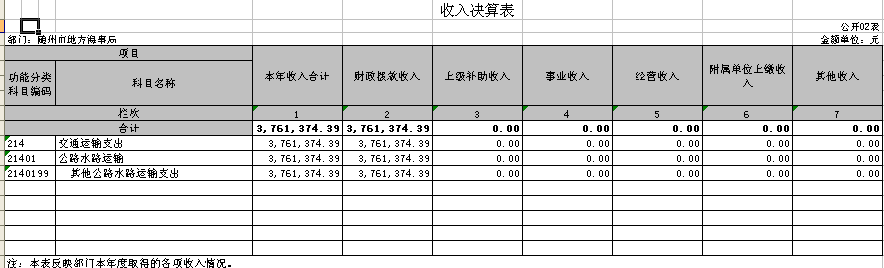 收入决算表
公开02表
部门：随州市地方海事局 金额单位：元
项目 本年收入合计 财政拨款收入 上级补助收入 事业收入 经营收入 附属单位上缴收入 其他收入
功能分类科目编码 科目名称
栏次 1 2 3 4 5 6 7
合计 3,761,374.39 3,761,374.39 0.00 0.00 0.00 0.00 0.00
214 交通运输支出 3,761,374.39 3,761,374.39 0.00 0.00 0.00 0.00 0.00
21401 公路水路运输 3,761,374.39 3,761,374.39 0.00 0.00 0.00 0.00 0.00
2140199 其他公路水路运输支出 3,761,374.39 3,761,374.39 0.00 0.00 0.00 0.00 0.00
注：本表反映部门本年度取得的各项收入情况。